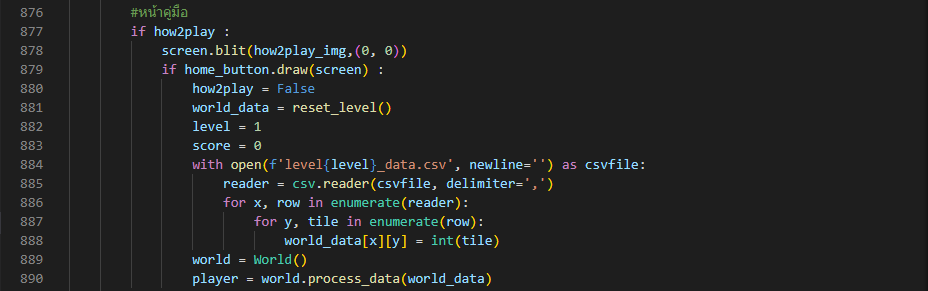 876 #หน้าคู่มือ
877 if how2play :
878 screen.blit(how2play_img,(0, 0))
879 if home_button.draw(screen) :
880 how2play = False
881 world_data = reset_level()
882 level = 1
883 score = 0
884 with open(f'level{level}_data.csv', newline='') as csvfile:
885 reader = csv.reader(csvfile, delimiter=',')
886 for x, row in enumerate(reader):
887 for y, tile in enumerate(row):
888 world_data[x][y] = int(tile)
889 world = World()
890 player = world.process_data(world_data)